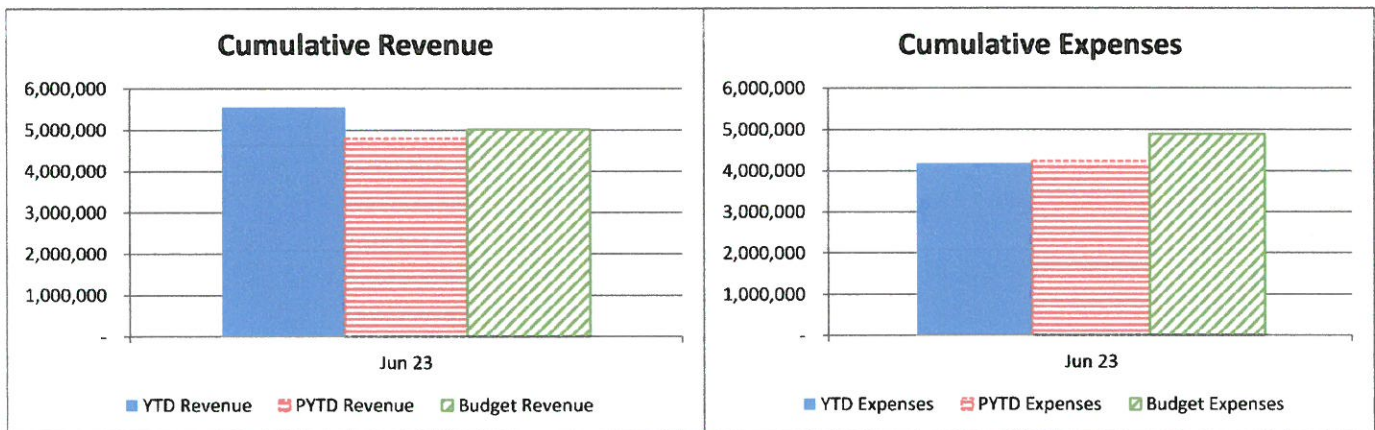 Cumulative Revenue
6,000,000
5,000,000
4,000,000
3,000,000
2,000,000
1,000,000
-
Jun 23
YTD Revenue PYTD Revenue Budget Revenue
Cumulative Expenses
6,000,000
5,000,000
4,000,000
3,000,000
2,000,000
1,000,000
-
Jun 23
YTD Expenses PYTD Expenses Budget Expenses